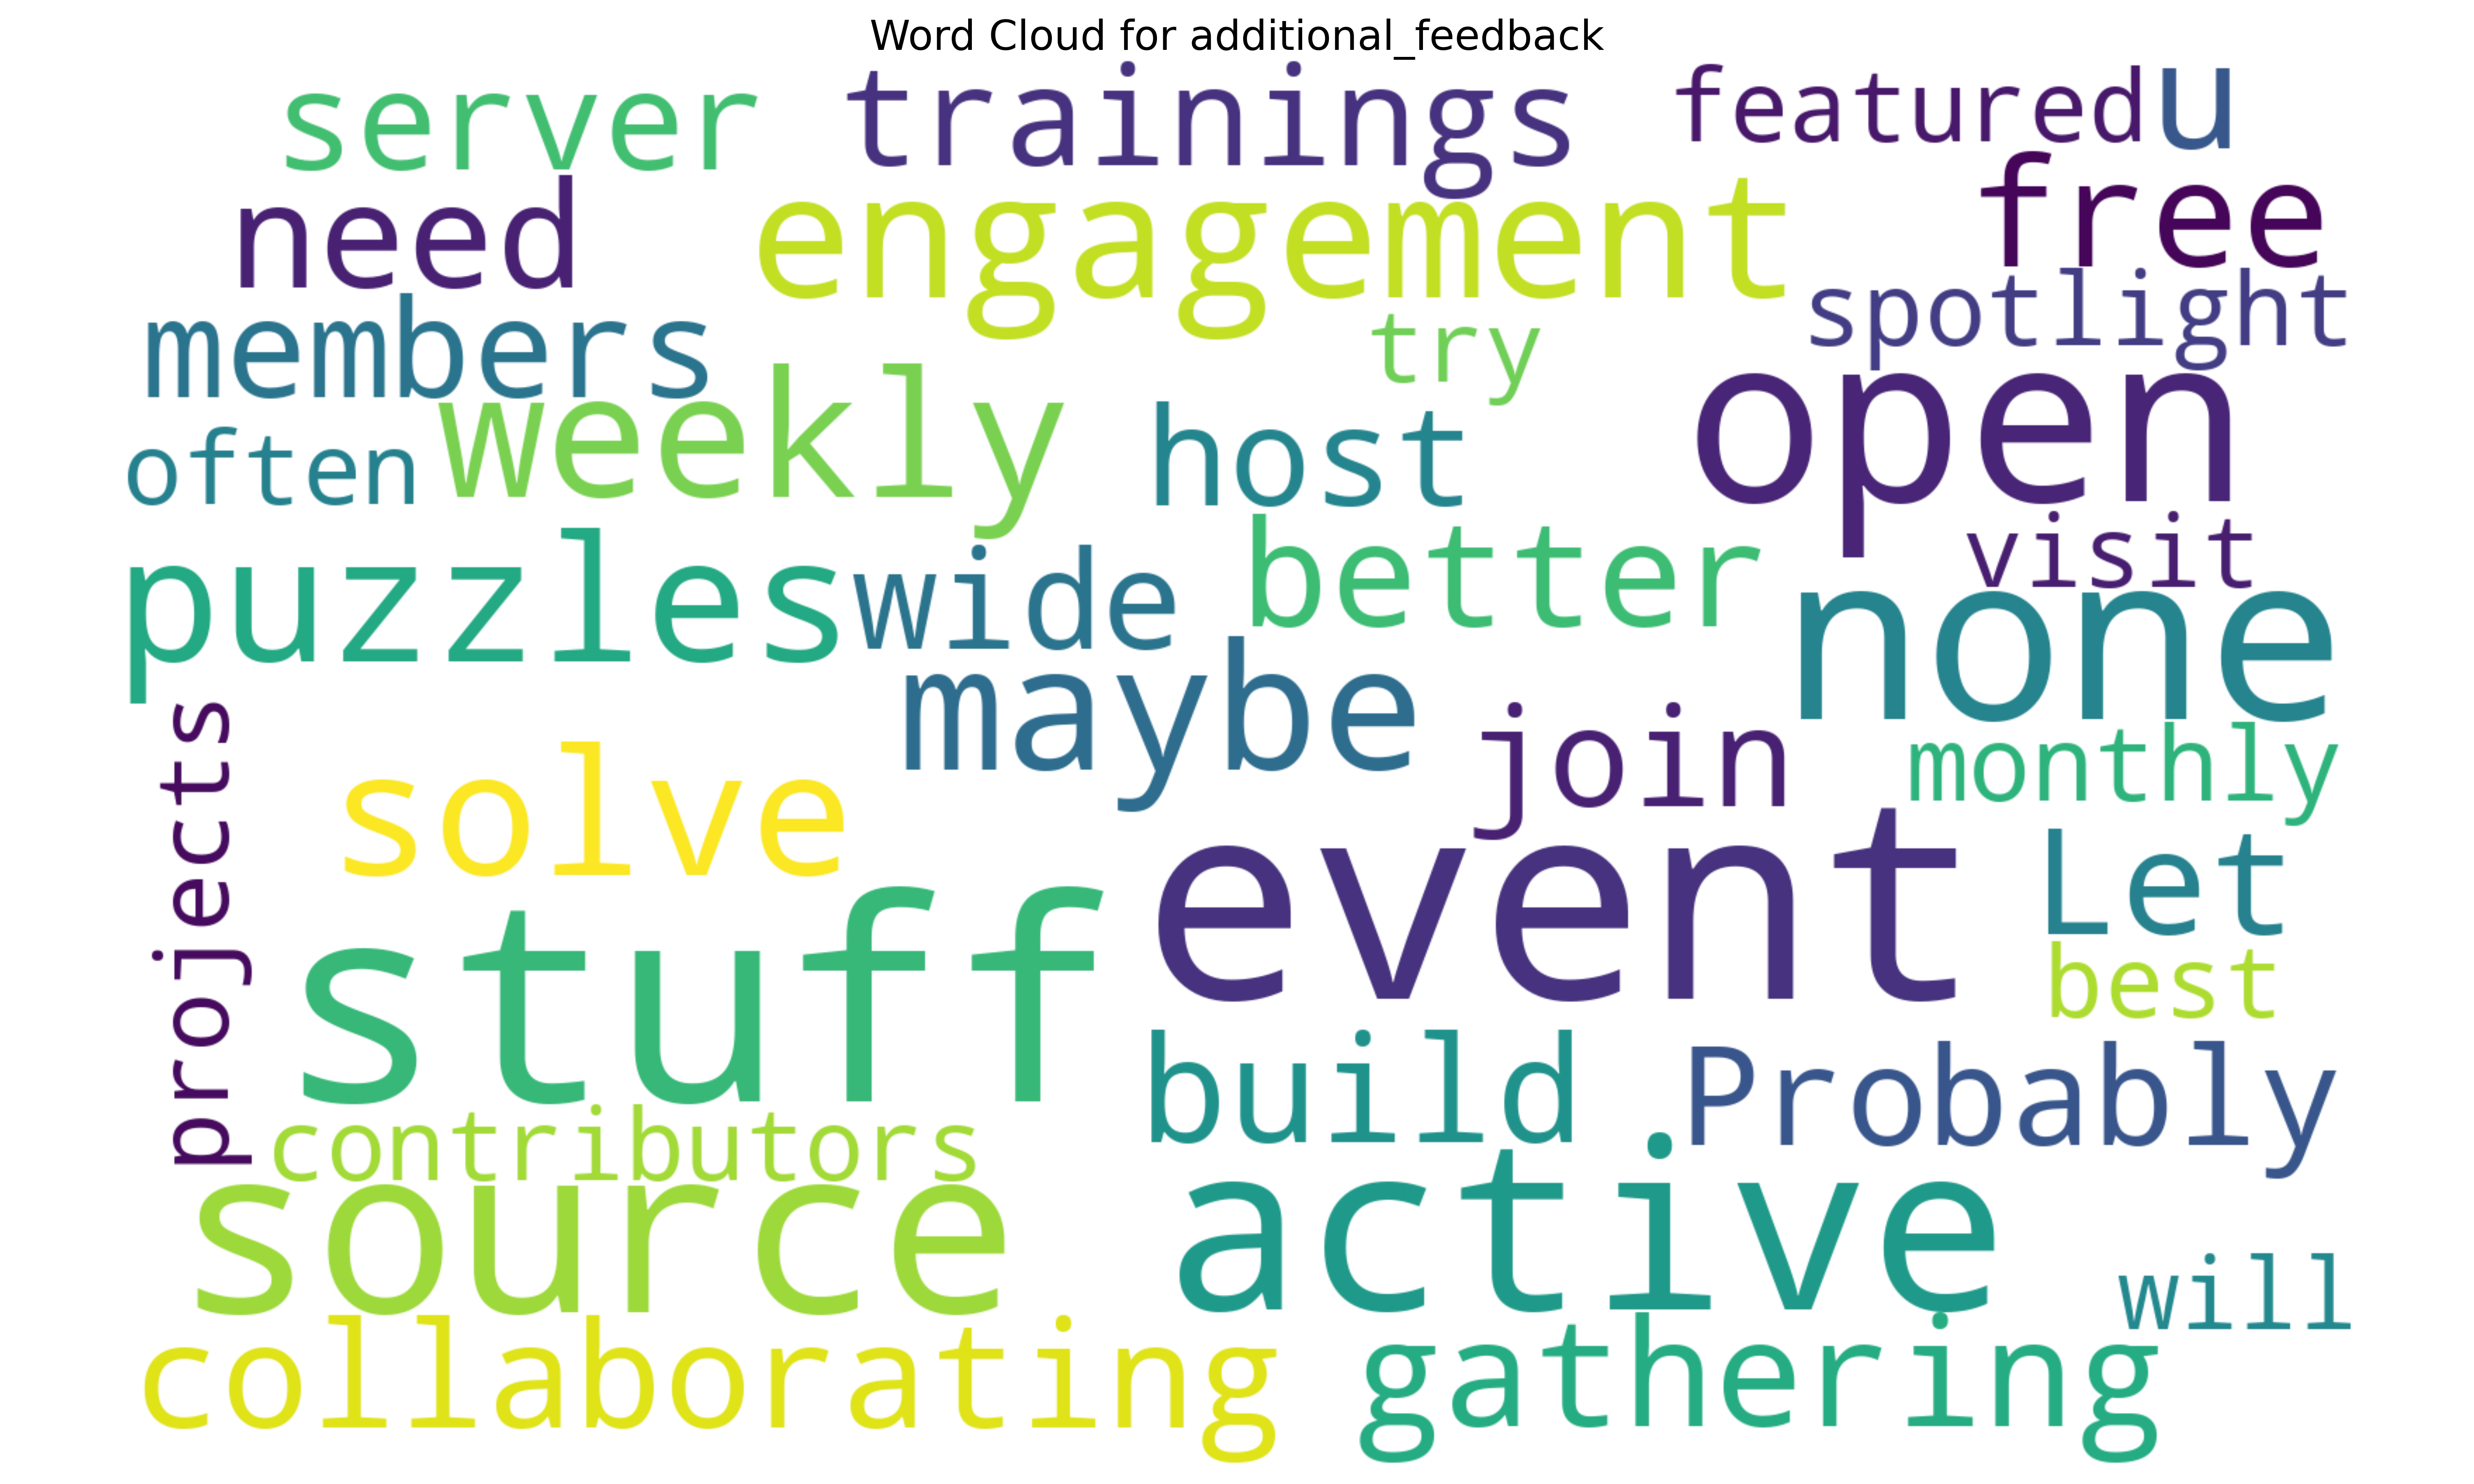 Word Cloud for additional_feedback
server trainings featured u
need engagement free
members try spotlight
often weekly host open
puzzles wide better visit
maybe none
projects solve join monthly
stuff event Let
best
contributors build Probably
source active will
collaborating gathering